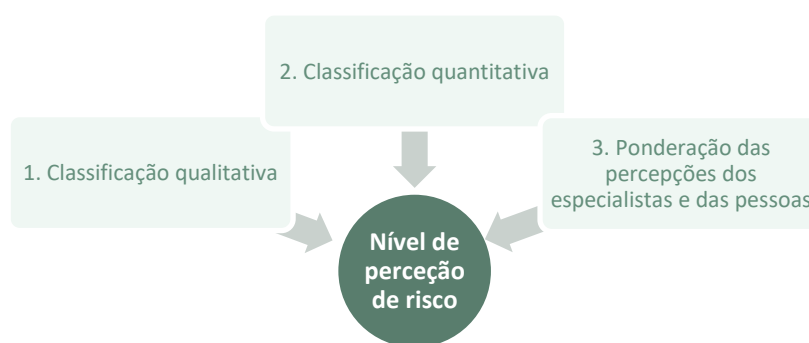 2. Classificação quantitativa
1. Classificação qualitativa
3. Ponderação das
percepções dos
especialistas e das pessoas
Nível de
perceção
de risco